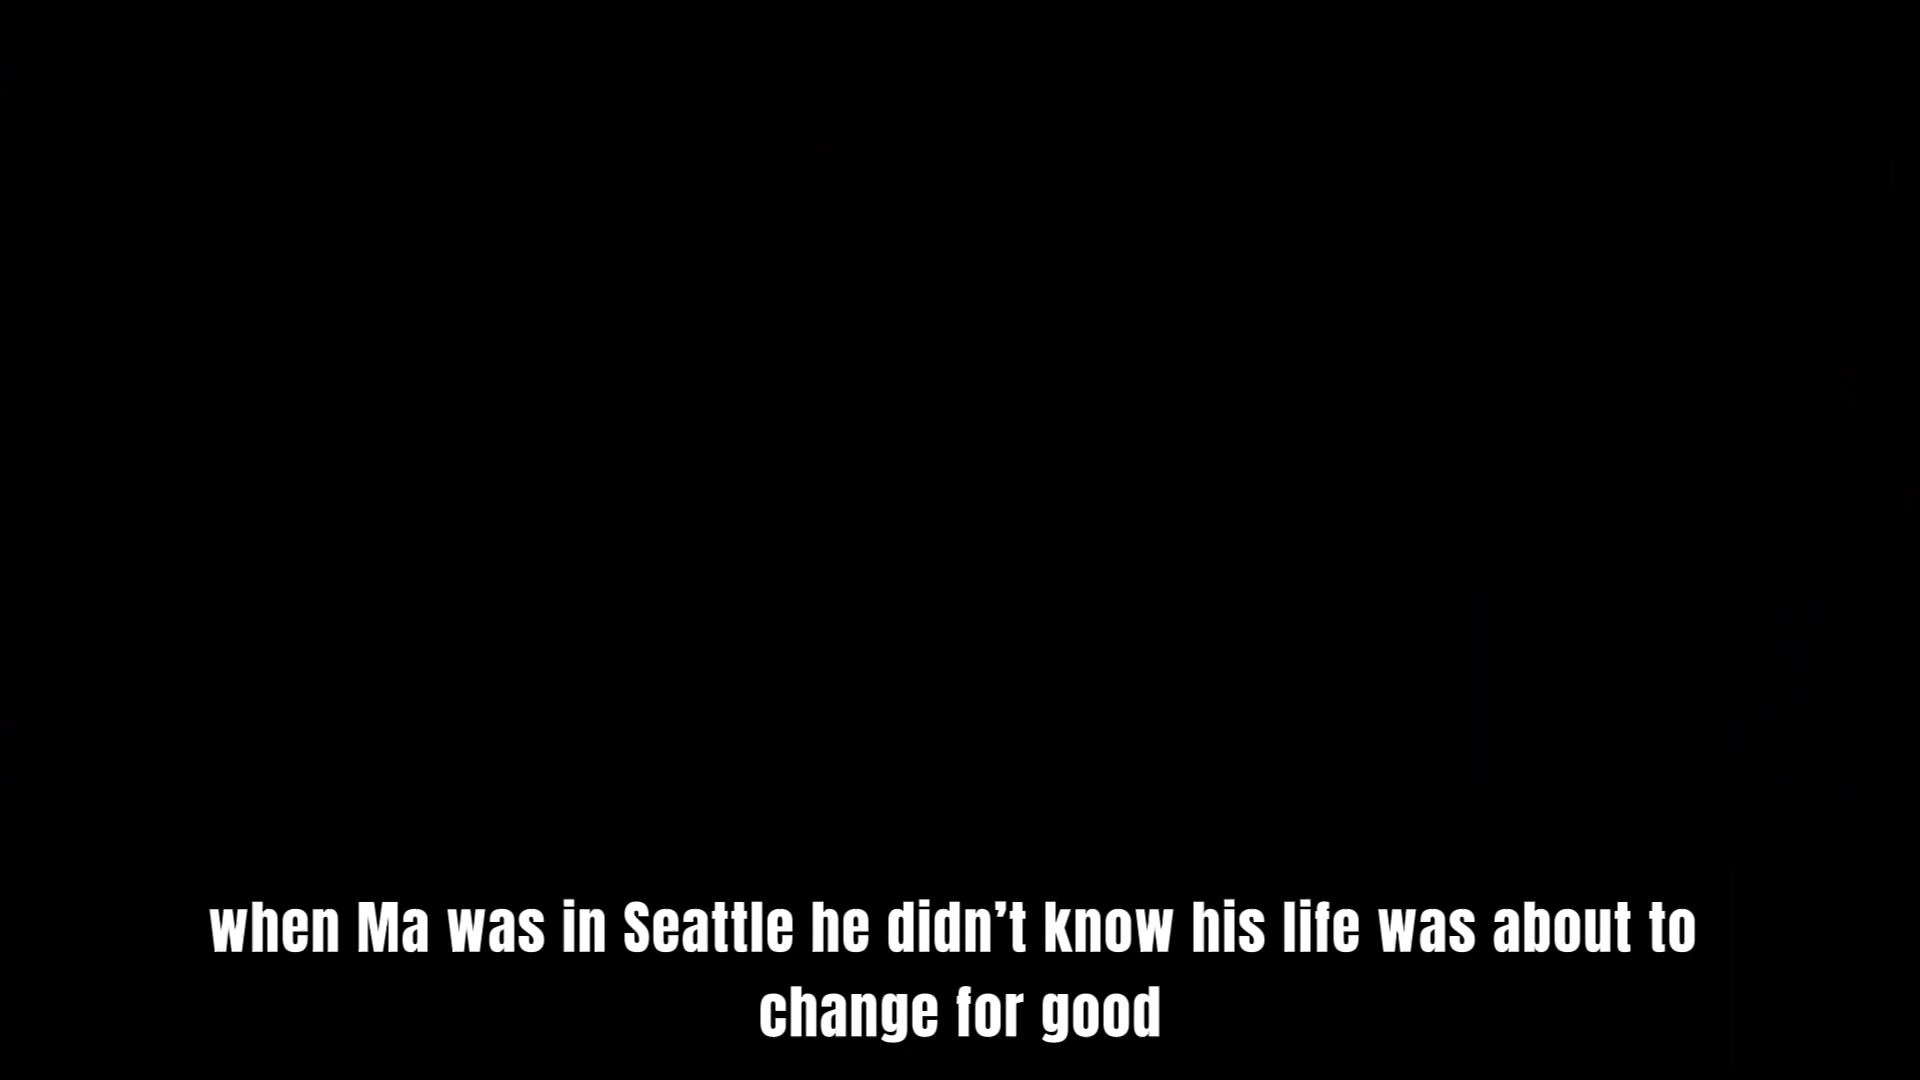 when Ma was in Seattle he didn’t know his life was about to
change for good